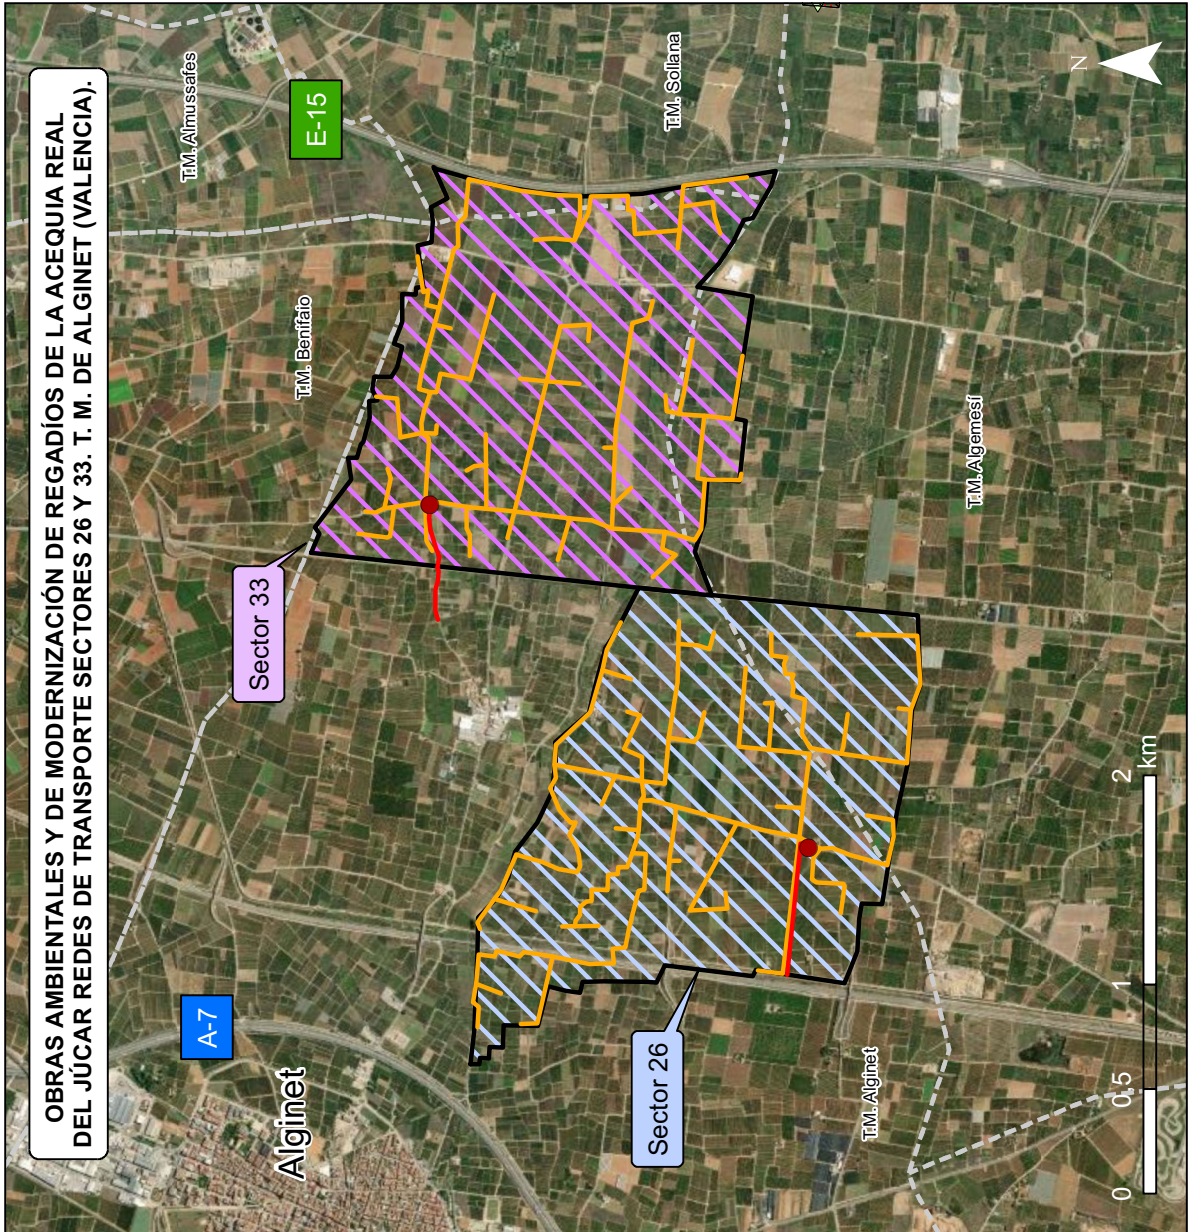 OBRAS AMBIENTALES Y DE MODERNIZACIÓN DE REGADÍOS DE LA ACEQUIA REAL
DEL JÚCAR REDES DE TRANSPORTE SECTORES 26 Y 33. T. M. DE ALGINET (VALENCIA).
T.M. Almussafes
E-15
T.M. Sollana
N
T.M. Benifaio
Sector 33
T.M. Algemesí
A-7
Alginet
Sector 26
T.M. Alginet
0 0,5 1 2
km